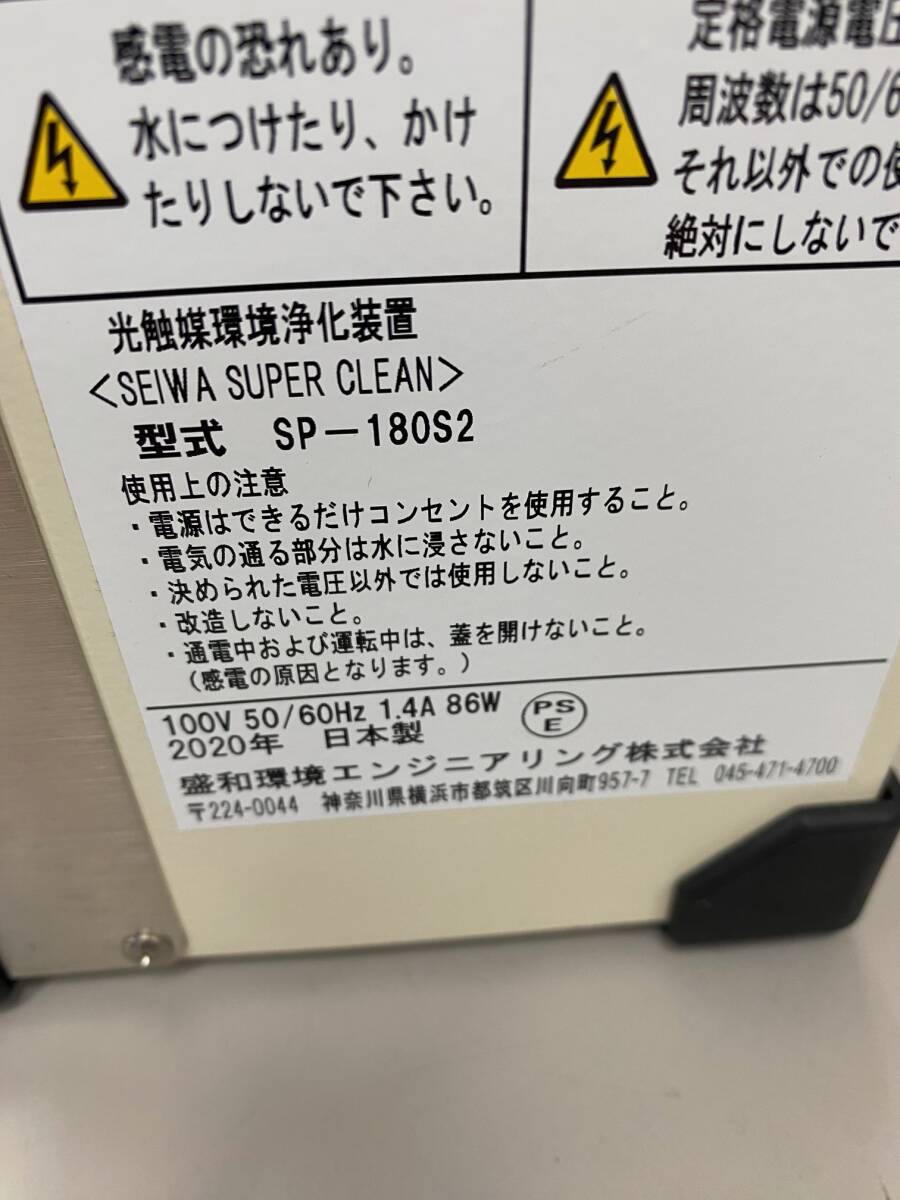 感電の恐れあり。
水につけたり、かけ
たりしないで下さい。
定格電源電圧
周波数は50/6
それ以外での使
絶対にしないで
光触媒環境浄化装置
<SEIWA SUPER CLEAN>
型式 SP-180S2
使用上の注意
・電源はできるだけコンセントを使用すること。
・電気の通る部分は水に浸さないこと。
・決められた電圧以外では使用しないこと。
・改造しないこと。
・通電中および運転中は、蓋を開けないこと。
(感電の原因となります。)
100V 50/60Hz 1.4A 86W
PS
E
2020年 日本製
盛和環境エンジニアリング株式会社
〒224-0044 神奈川県横浜市都筑区川向町957-7 TEL 045-471-4700